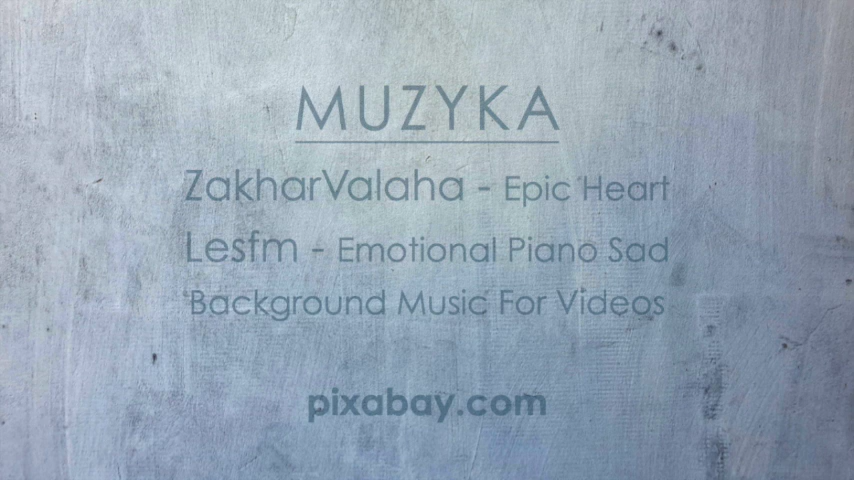 MUZYKA
ZakharValaha - Epic Heart
Lesfm - Emotional Piano Sad
Background Music For Videos
pixabay.com